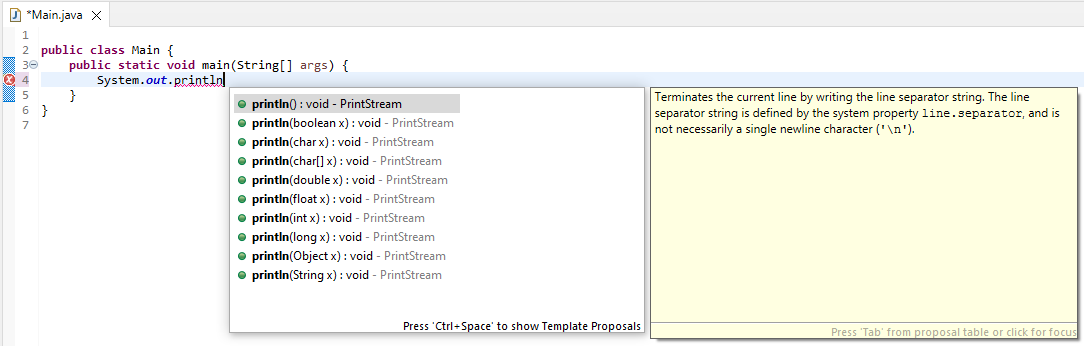 *Main.java
1
2 public class Main {
3 public static void main(String[] args) {
4 System.out.println
5 }
6 }
7
println() : void - PrintStream
println(boolean x) : void - PrintStream
println(char x) : void - PrintStream
println(char[] x) : void - PrintStream
println(double x) : void - PrintStream
println(float x) : void - PrintStream
println(int x) : void - PrintStream
println(long x) : void - PrintStream
println(Object x) : void - PrintStream
println(String x) : void - PrintStream
Press 'Ctrl+Space' to show Template Proposals
Terminates the current line by writing the line separator string. The line
separator string is defined by the system property line.separator, and is
not necessarily a single newline character ('\n').
Press 'Tab' from proposal table or click for focus